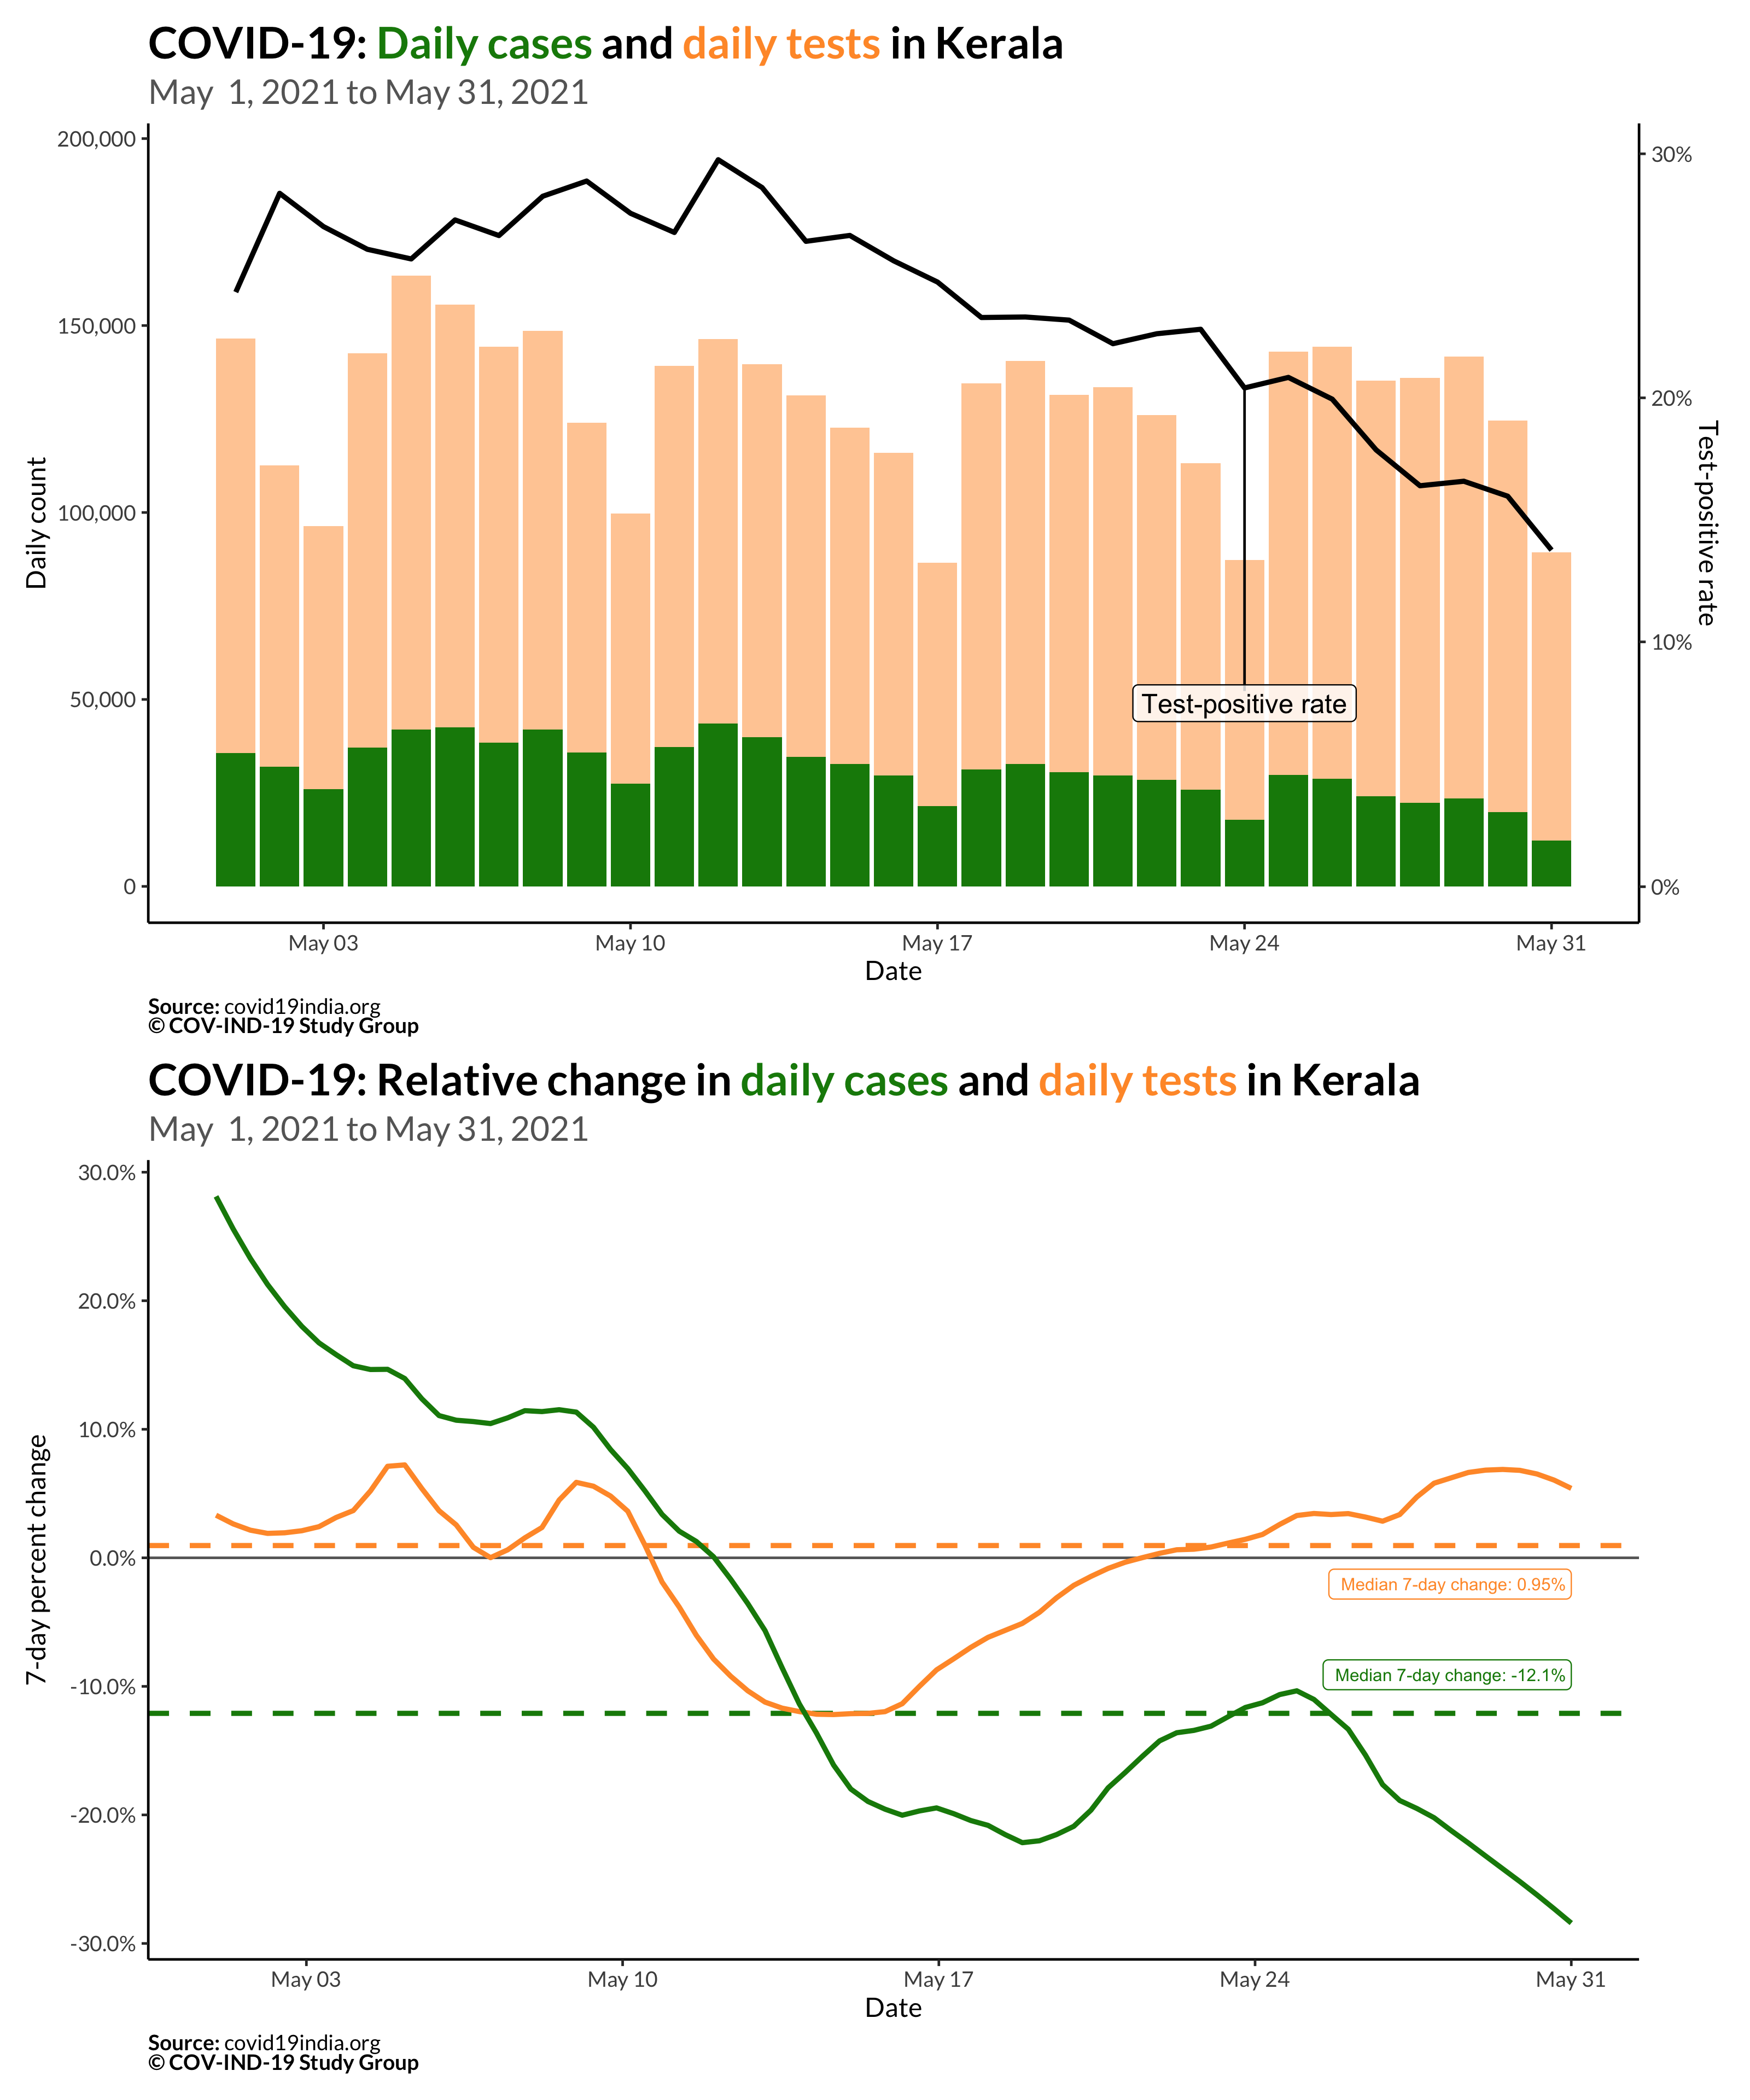 COVID-19: Daily cases and daily tests in Kerala
May 1, 2021 to May 31, 2021
200,000
150,000
100,000
50,000
0
Daily count
30%
20%
10%
0%
Test-positive rate
Test-positive rate
May 03
May 10
May 17
May 24
May 31
Date
Source: covid19india.org
© COV-IND-19 Study Group
COVID-19: Relative change in daily cases and daily tests in Kerala
May 1, 2021 to May 31, 2021
30.0%
20.0%
10.0%
0.0%
-10.0%
-20.0%
-30.0%
7-day percent change
Median 7-day change: 0.95%
Median 7-day change: -12.1%
May 03
May 10
May 17
May 24
May 31
Date
Source: covid19india.org
© COV-IND-19 Study Group